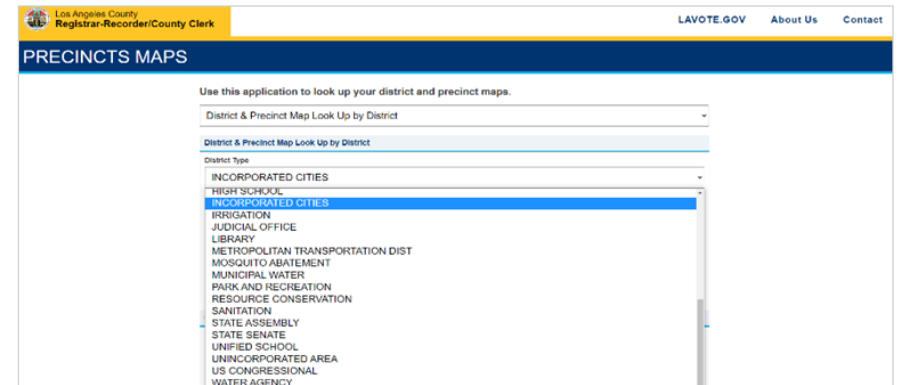 Los Angeles County
Registrar-Recorder/County Clerk
LAVOTE.GOV About Us Contact
PRECINCTS MAPS
Use this application to look up your district and precinct maps.
District & Precinct Map Look Up by District
District & Precinct Map Look Up by District
District Type
INCORPORATED CITIES
HIGH SCHOOL
INCORPORATED CITIES
IRRIGATION
JUDICIAL OFFICE
LIBRARY
METROPOLITAN TRANSPORTATION DIST
MOSQUITO ABATEMENT
MUNICIPAL WATER
PARK AND RECREATION
RESOURCE CONSERVATION
SANITATION
STATE ASSEMBLY
STATE SENATE
UNIFIED SCHOOL
UNINCORPORATED AREA
US CONGRESSIONAL
WATER AGENCY